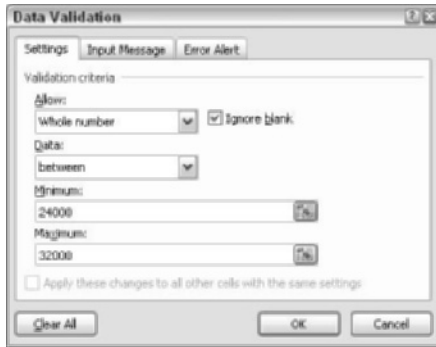 Data Validation
Settings Input Message Error Alert
Validation criteria
Allow:
Whole number Ignore blank
Data:
between
Minimum:
24000
Maximum:
32000
Apply these changes to all other cells with the same settings
Clear All OK Cancel